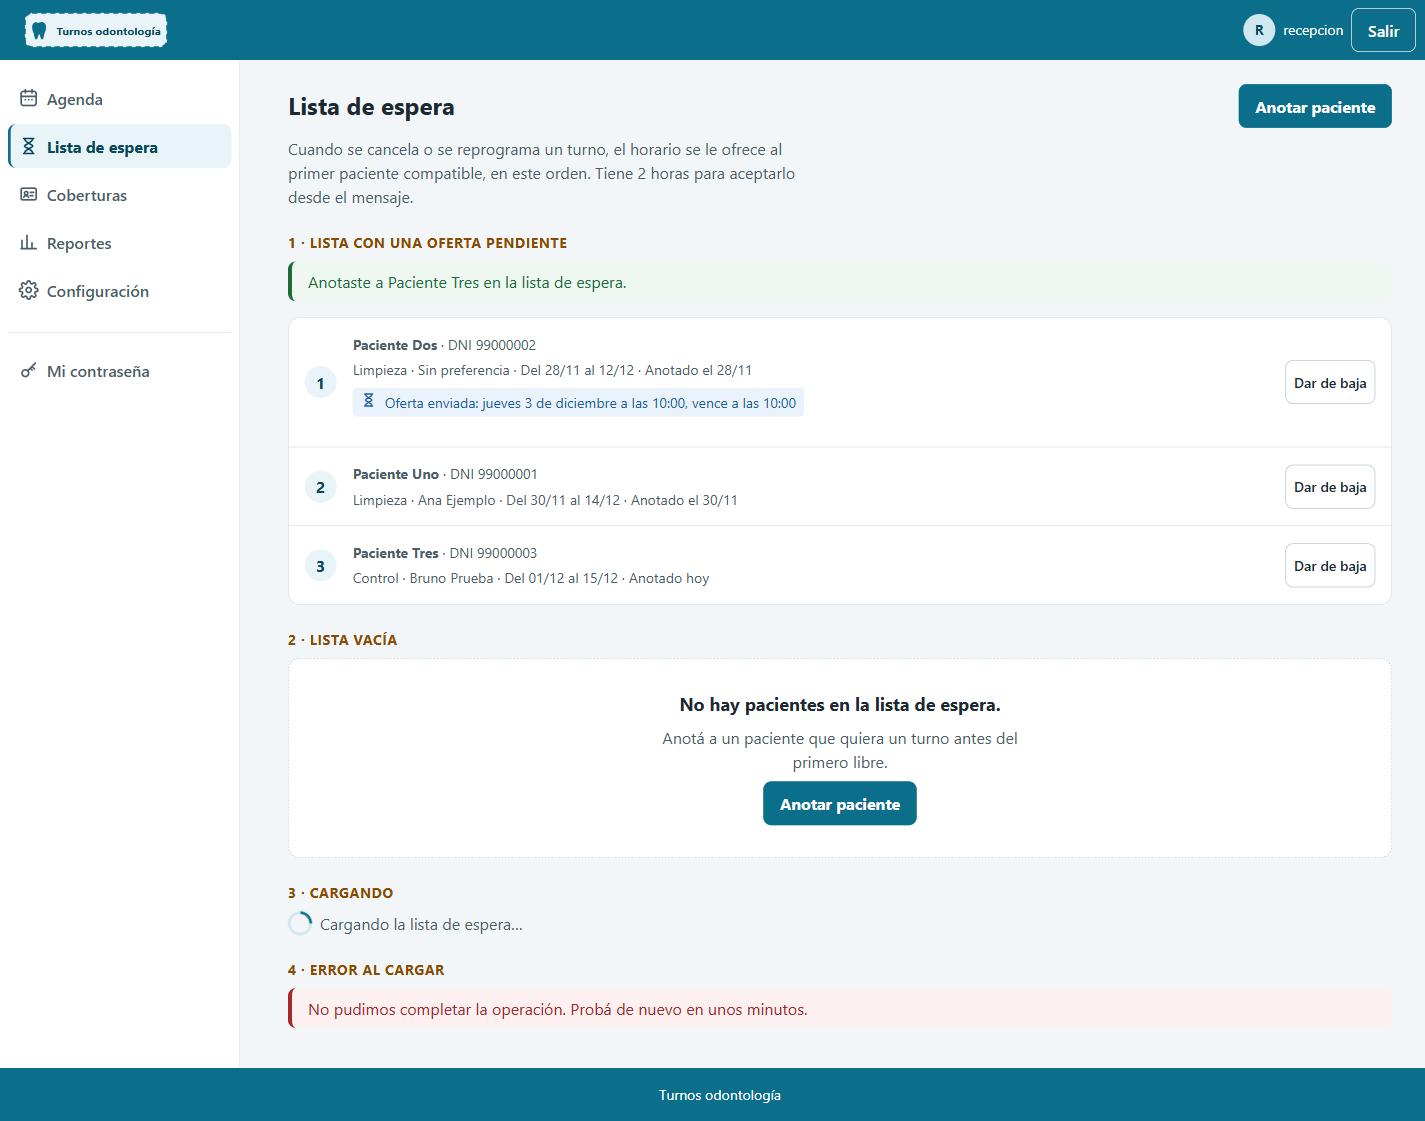 Turnos odontología
R
recepcion
Salir
Agenda
Lista de espera
Coberturas
Reportes
Configuración
Mi contraseña
Lista de espera
Anotar paciente
Cuando se cancela o se reprograma un turno, el horario se le ofrece al
primer paciente compatible, en este orden. Tiene 2 horas para aceptarlo
desde el mensaje.
1 · LISTA CON UNA OFERTA PENDIENTE
Anotaste a Paciente Tres en la lista de espera.
1
Paciente Dos · DNI 99000002
Limpieza · Sin preferencia · Del 28/11 al 12/12 · Anotado el 28/11
Oferta enviada: jueves 3 de diciembre a las 10:00, vence a las 10:00
Dar de baja
2
Paciente Uno · DNI 99000001
Limpieza · Ana Ejemplo · Del 30/11 al 14/12 · Anotado el 30/11
Dar de baja
3
Paciente Tres · DNI 99000003
Control · Bruno Prueba · Del 01/12 al 15/12 · Anotado hoy
Dar de baja
2 · LISTA VACÍA
No hay pacientes en la lista de espera.
Anotá a un paciente que quiera un turno antes del
primero libre.
Anotar paciente
3 · CARGANDO
Cargando la lista de espera...
4 · ERROR AL CARGAR
No pudimos completar la operación. Probá de nuevo en unos minutos.
Turnos odontología